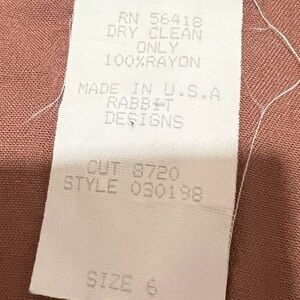 RN 56418
DRY CLEAN
ONLY
100%RAYON
MADE IN U.S.A
RABBIT
DESIGNS
CUT 8720
STYLE 030198
SIZE 6